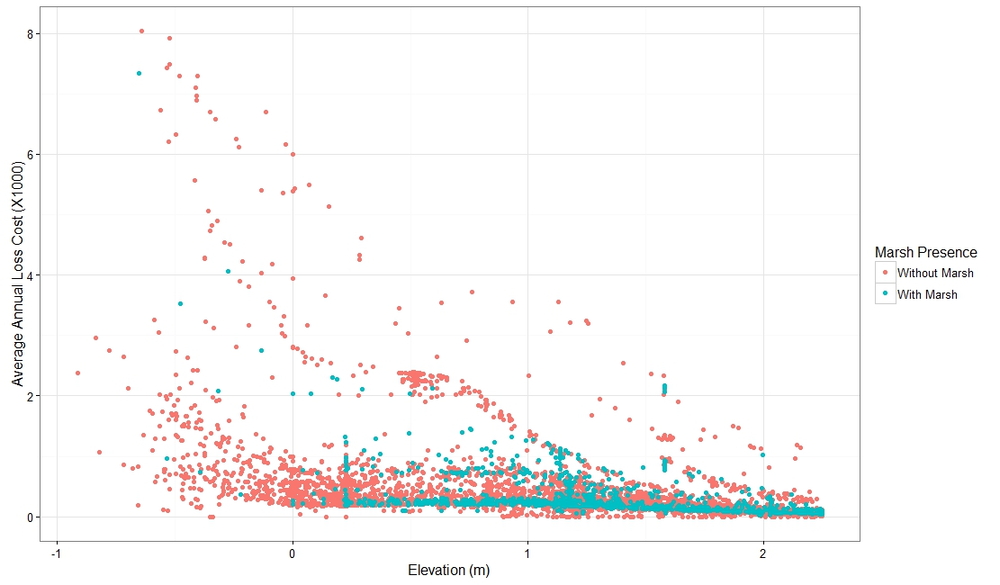 Average Annual Loss Cost (X1000)
8
6
4
2
0
-1
0
1
2
Elevation (m)
Marsh Presence
Without Marsh
With Marsh